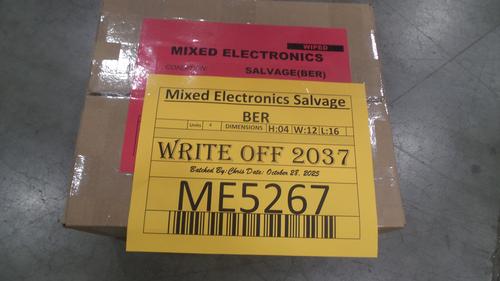 WIPED
MIXED ELECTRONICS
CONDITION: SALVAGE(BER)
Mixed Electronics Salvage
BER
Units 4 DIMENSIONS H:04 W:12 L:16
WRITE OFF 2037
Batched By: Chris Date: October 28, 2025
ME5267